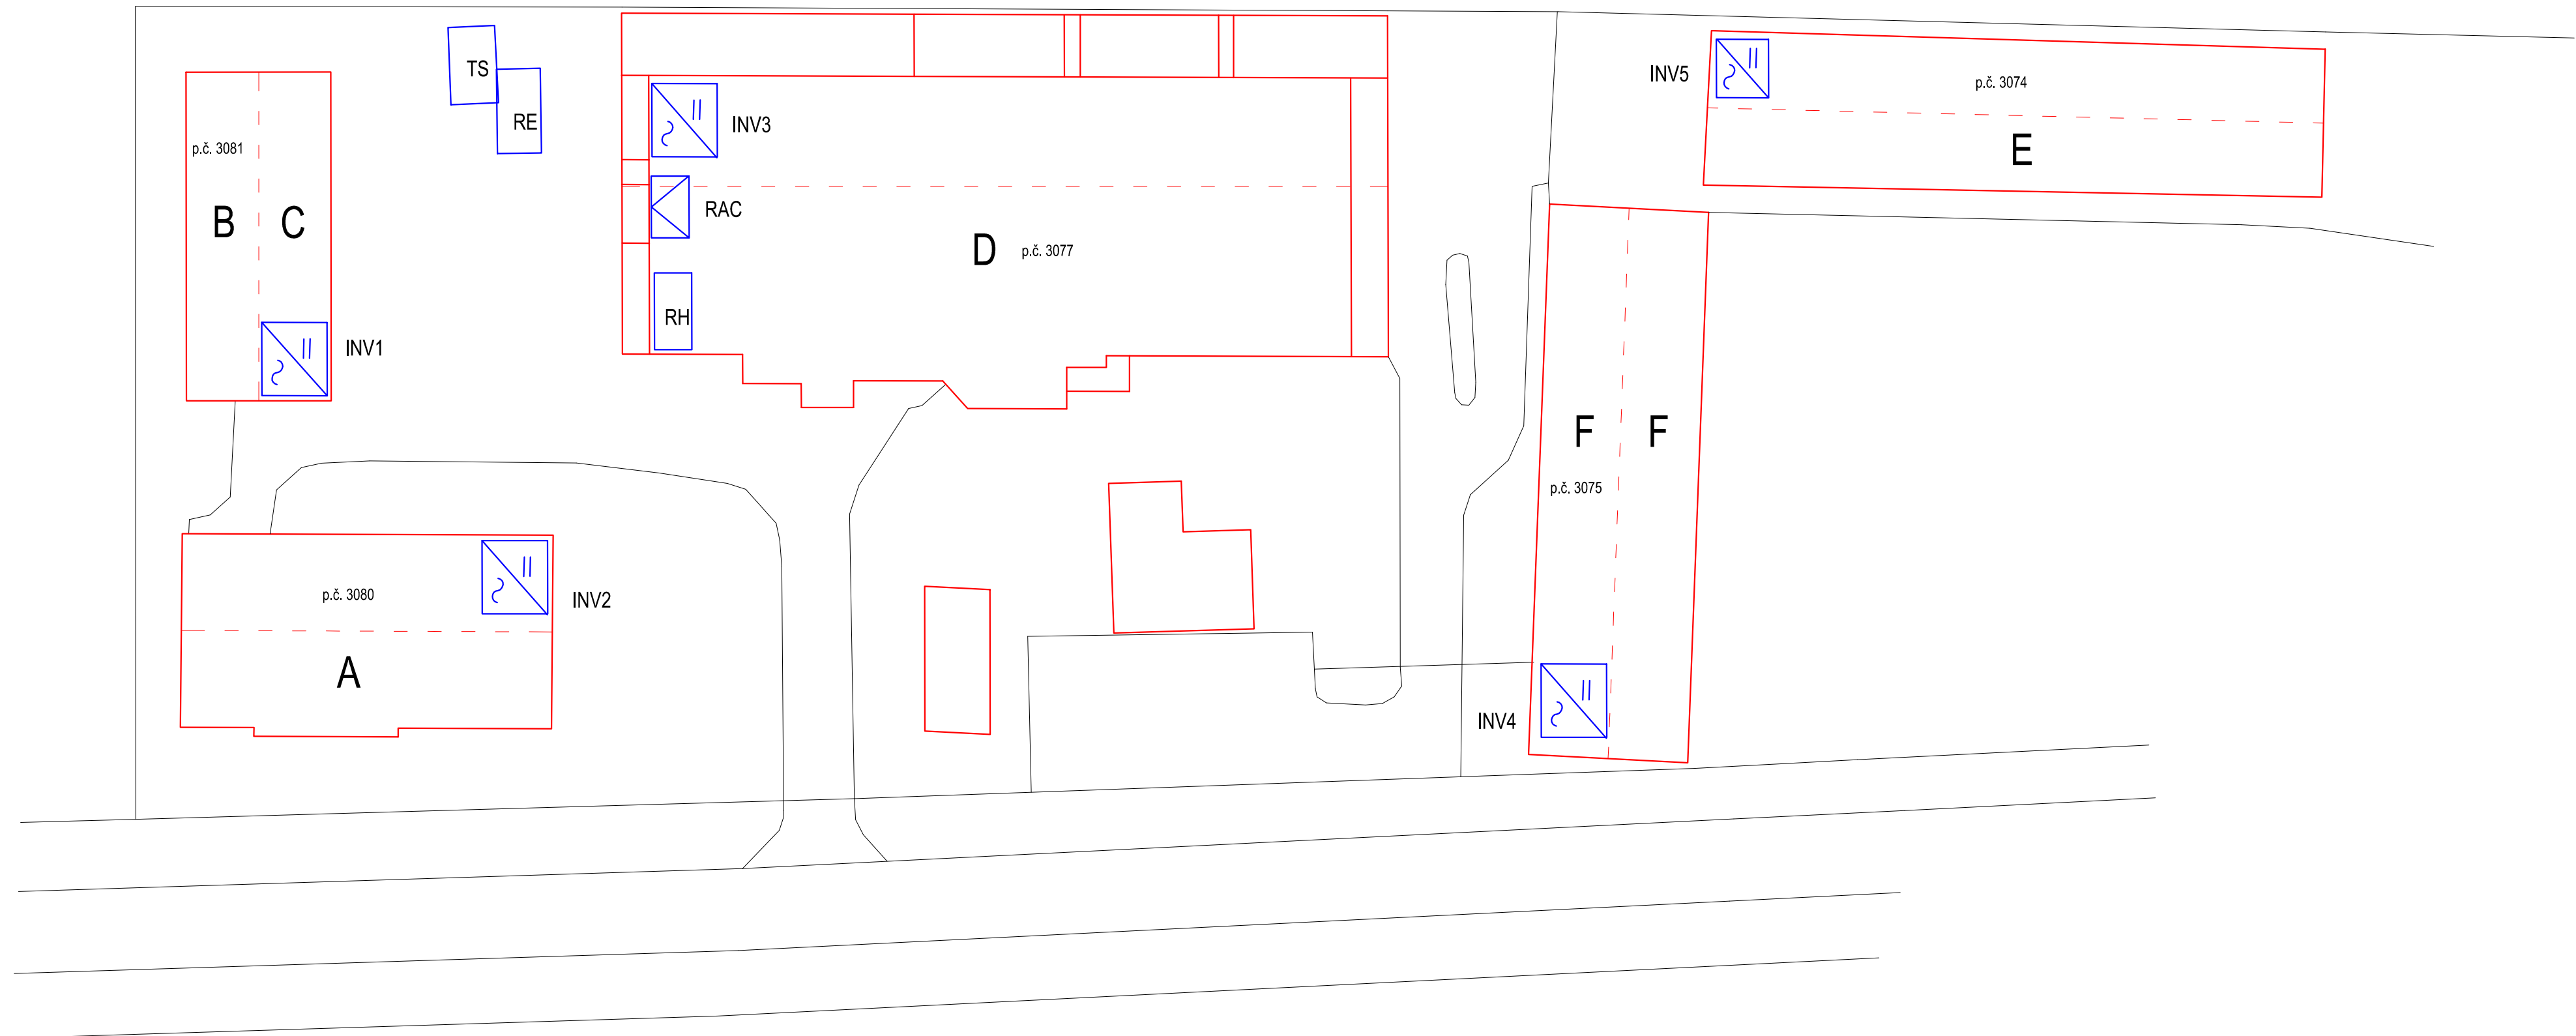 TS
RE
INV3
INV5
p.č. 3074
E
p.č. 3081
B
C
RAC
D
p.č. 3077
RH
INV1
F
F
p.č. 3075
p.č. 3080
INV2
A
INV4